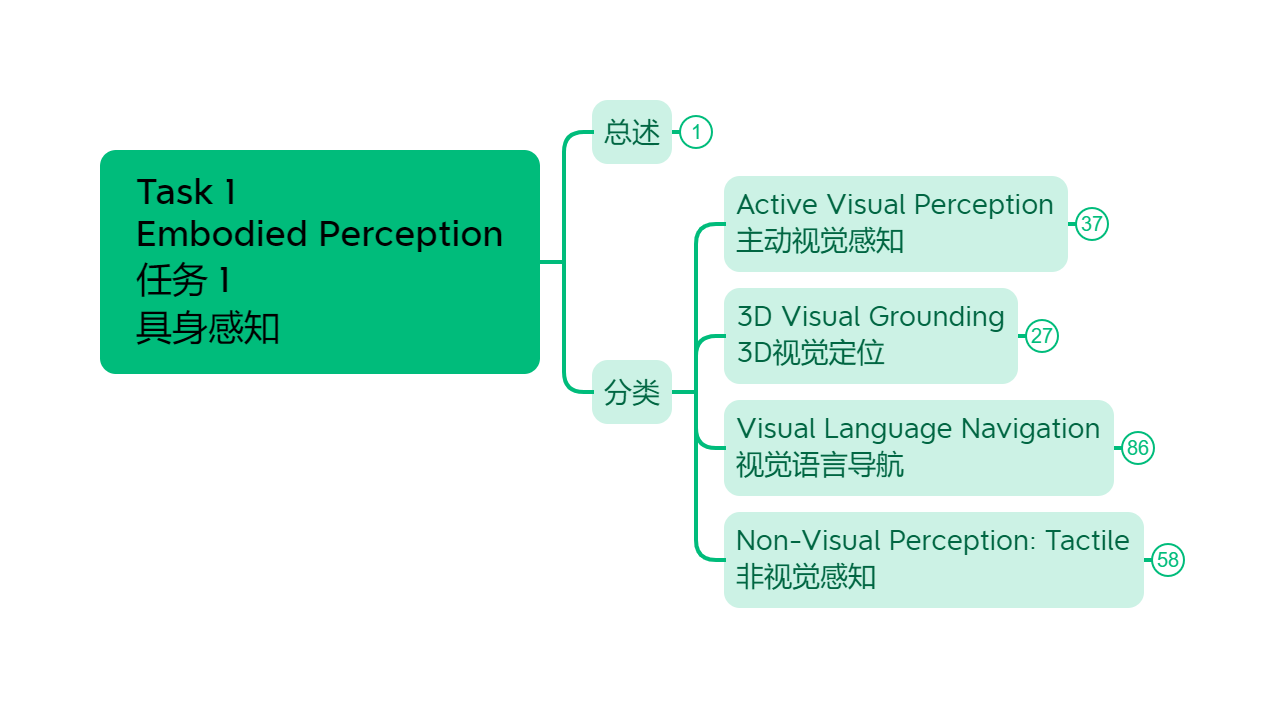 Task 1
Embodied Perception
任务 1
具身感知
总述
1
分类
Active Visual Perception
主动视觉感知
37
3D Visual Grounding
3D视觉定位
27
Visual Language Navigation
视觉语言导航
86
Non-Visual Perception: Tactile
非视觉感知
58